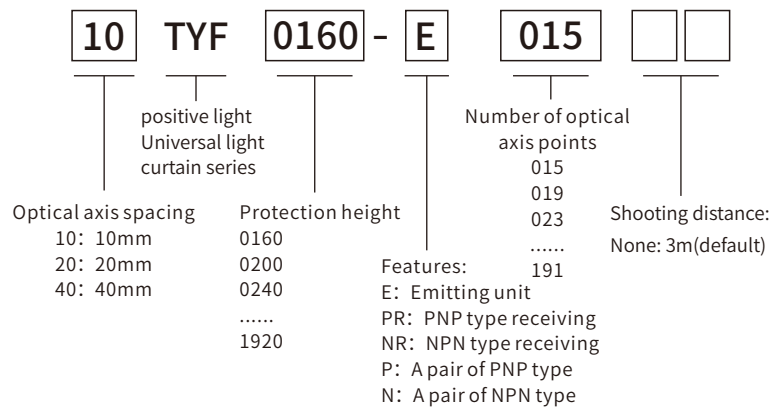 10 TYF 0160 - E 015
positive light
Universal light
curtain series
Number of optical
axis points
015
019
023
......
191
Optical axis spacing
10: 10mm
20: 20mm
40: 40mm
Protection height
0160
0200
0240
......
1920
Features:
E: Emitting unit
PR: PNP type receiving
NR: NPN type receiving
P: A pair of PNP type
N: A pair of NPN type
Shooting distance:
None: 3m(default)